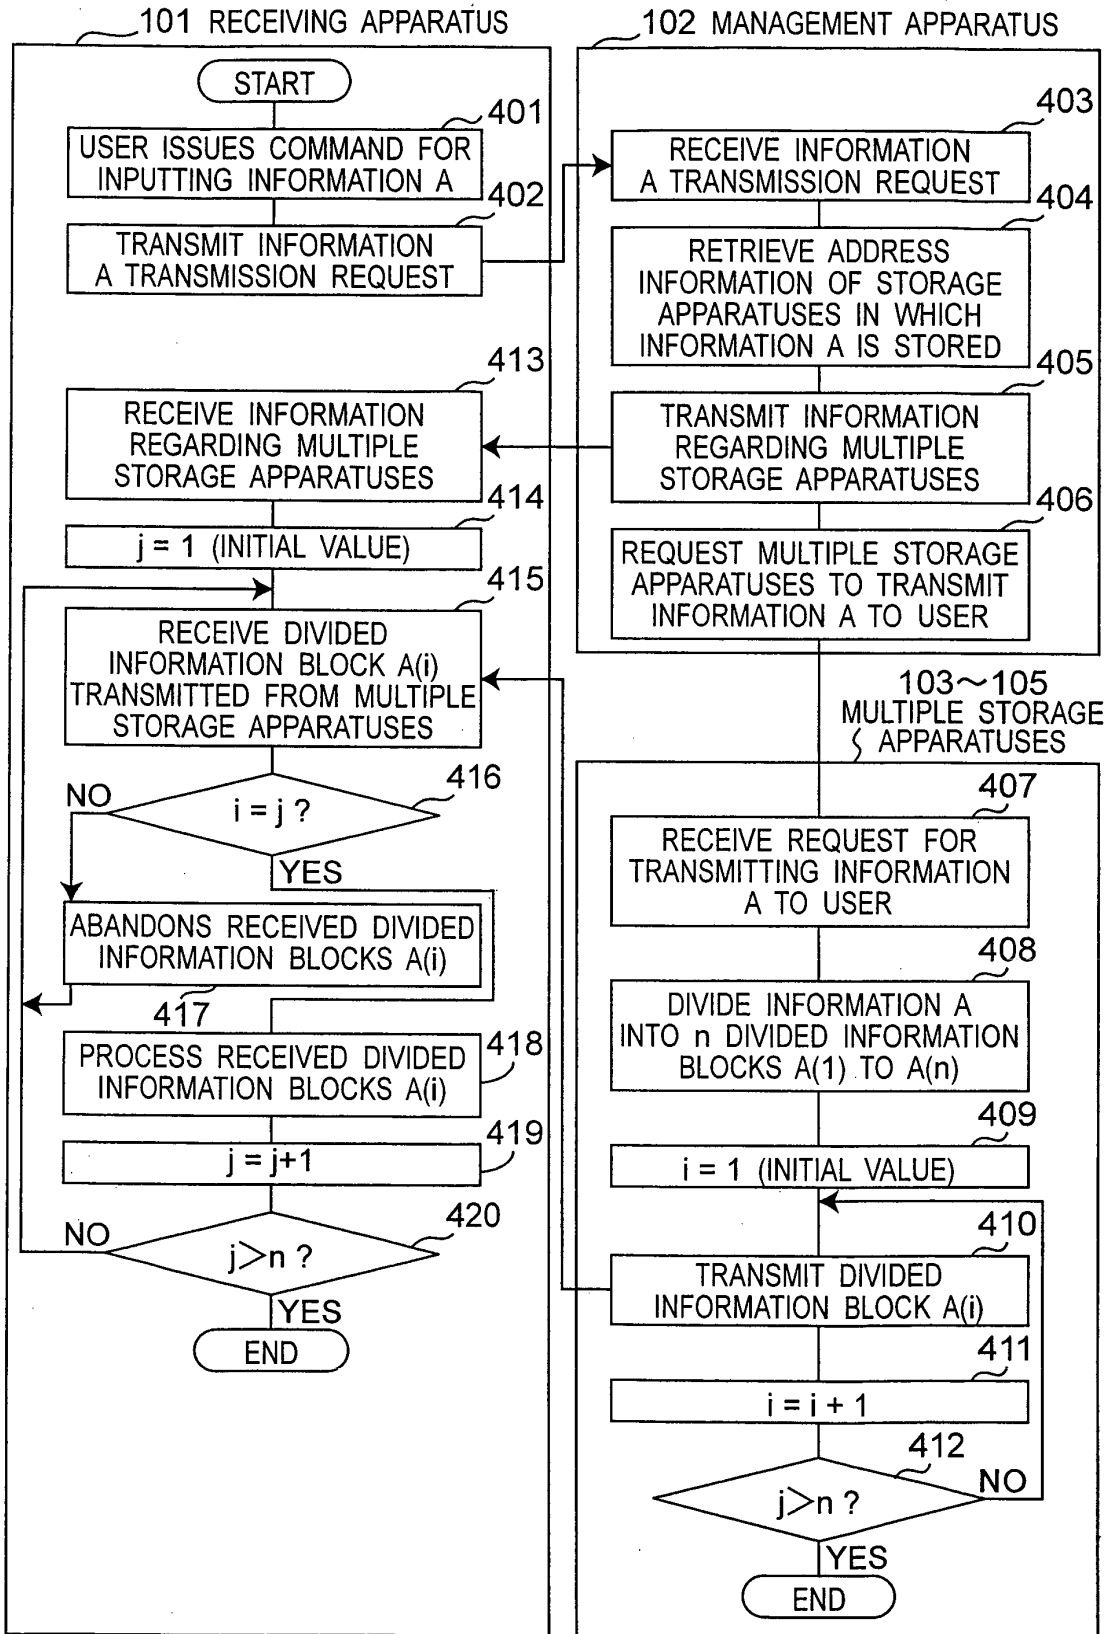 101 RECEIVING APPARATUS
START
401
USER ISSUES COMMAND FOR
INPUTTING INFORMATION A
402
TRANSMIT INFORMATION
A TRANSMISSION REQUEST
413
RECEIVE INFORMATION
REGARDING MULTIPLE
STORAGE APPARATUSES
414
j = 1 (INITIAL VALUE)
415
RECEIVE DIVIDED
INFORMATION BLOCK A(i)
TRANSMITTED FROM MULTIPLE
STORAGE APPARATUSES
416
i = j ?
NO
YES
ABANDONS RECEIVED DIVIDED
INFORMATION BLOCKS A(i)
417
PROCESS RECEIVED DIVIDED
INFORMATION BLOCKS A(i)
418
419
j = j+1
420
NO
j>n ?
YES
END
102 MANAGEMENT APPARATUS
403
RECEIVE INFORMATION
A TRANSMISSION REQUEST
404
RETRIEVE ADDRESS
INFORMATION OF STORAGE
APPARATUSES IN WHICH
INFORMATION A IS STORED
405
TRANSMIT INFORMATION
REGARDING MULTIPLE
STORAGE APPARATUSES
406
REQUEST MULTIPLE STORAGE
APPARATUSES TO TRANSMIT
INFORMATION A TO USER
103~105
MULTIPLE STORAGE
APPARATUSES
407
RECEIVE REQUEST FOR
TRANSMITTING INFORMATION
A TO USER
408
DIVIDE INFORMATION A
INTO n DIVIDED INFORMATION
BLOCKS A(1) TO A(n)
409
i = 1 (INITIAL VALUE)
410
TRANSMIT DIVIDED
INFORMATION BLOCK A(i)
411
i = i + 1
412
j>n ?
NO
YES
END